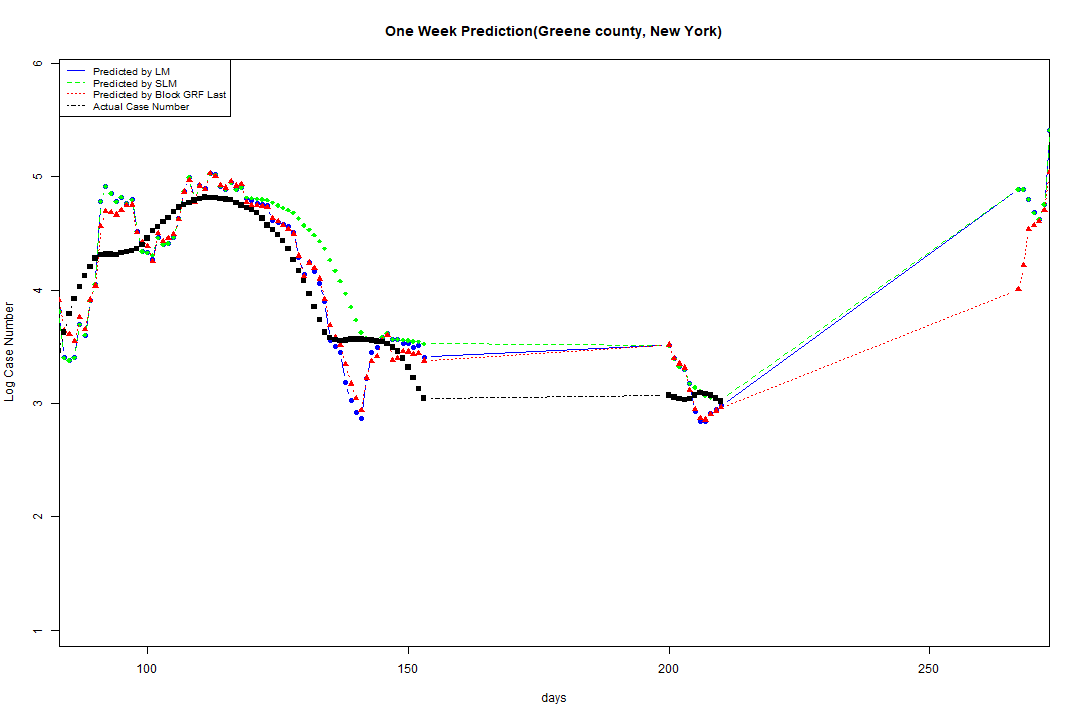 One Week Prediction(Greene county, New York)
Predicted by LM
Predicted by SLM
Predicted by Block GRF Last
Actual Case Number
6
5
4
3
2
1
Log Case Number
100
150
200
250
days